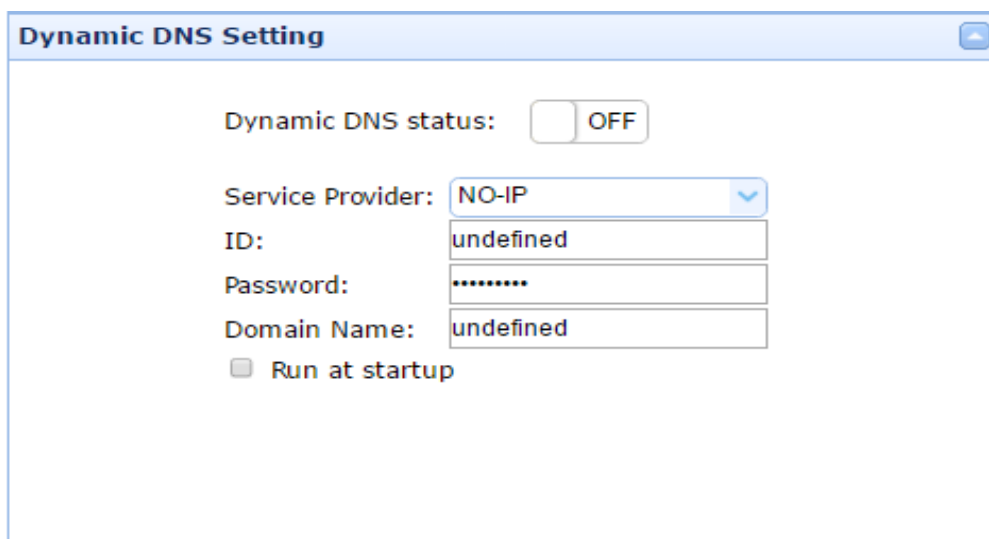 Dynamic DNS Setting
Dynamic DNS status: OFF
Service Provider: NO-IP
ID: undefined
Password: •••••••••
Domain Name: undefined
Run at startup